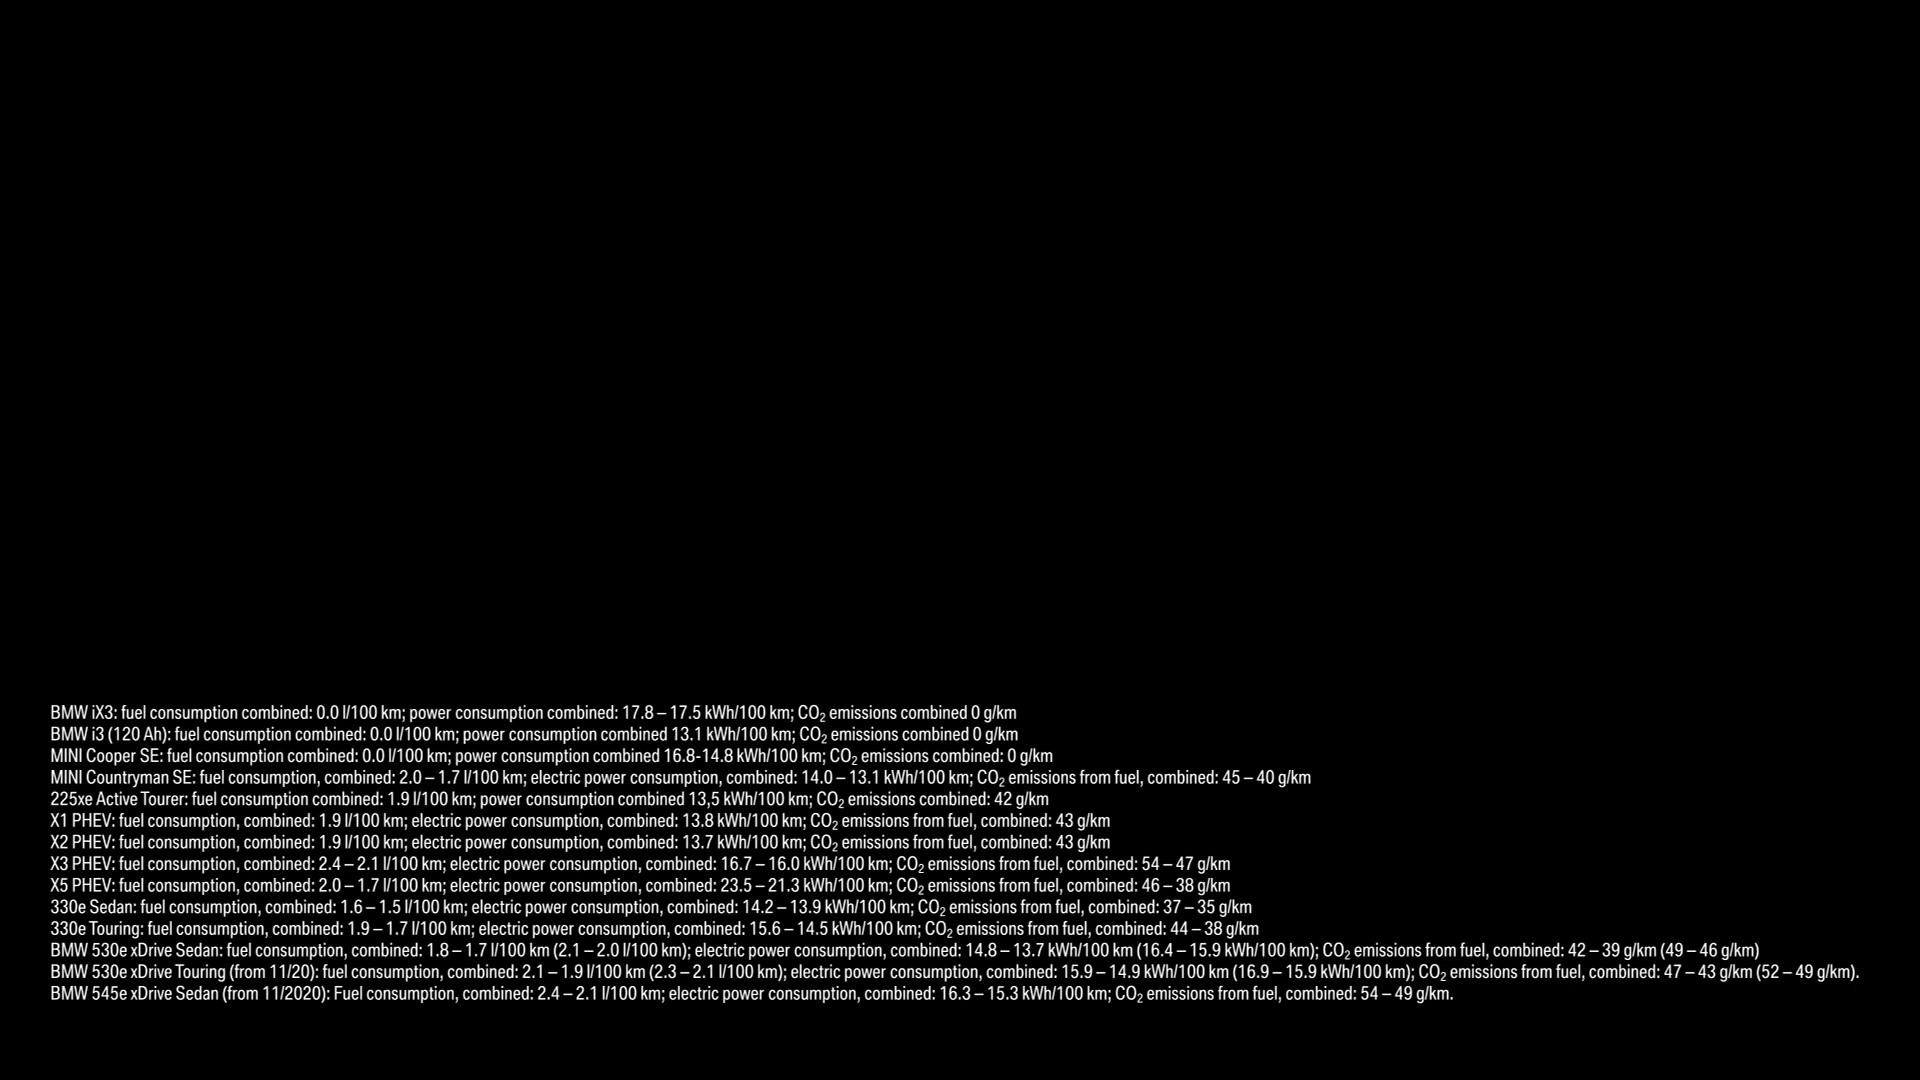 BMW iX3: fuel consumption combined: 0.0 l/100 km; power consumption combined: 17.8 – 17.5 kWh/100 km; CO₂ emissions combined 0 g/km
BMW i3 (120 Ah): fuel consumption combined: 0.0 l/100 km; power consumption combined 13.1 kWh/100 km; CO₂ emissions combined 0 g/km
MINI Cooper SE: fuel consumption combined: 0.0 l/100 km; power consumption combined 16.8-14.8 kWh/100 km; CO₂ emissions combined: 0 g/km
MINI Countryman SE: fuel consumption, combined: 2.0 – 1.7 l/100 km; electric power consumption, combined: 14.0 – 13.1 kWh/100 km; CO₂ emissions from fuel, combined: 45 – 40 g/km
225xe Active Tourer: fuel consumption combined: 1.9 l/100 km; power consumption combined 13,5 kWh/100 km; CO₂ emissions combined: 42 g/km
X1 PHEV: fuel consumption, combined: 1.9 l/100 km; electric power consumption, combined: 13.8 kWh/100 km; CO₂ emissions from fuel, combined: 43 g/km
X2 PHEV: fuel consumption, combined: 1.9 l/100 km; electric power consumption, combined: 13.7 kWh/100 km; CO₂ emissions from fuel, combined: 43 g/km
X3 PHEV: fuel consumption, combined: 2.4 – 2.1 l/100 km; electric power consumption, combined: 16.7 – 16.0 kWh/100 km; CO₂ emissions from fuel, combined: 54 – 47 g/km
X5 PHEV: fuel consumption, combined: 2.0 – 1.7 l/100 km; electric power consumption, combined: 23.5 – 21.3 kWh/100 km; CO₂ emissions from fuel, combined: 46 – 38 g/km
330e Sedan: fuel consumption, combined: 1.6 – 1.5 l/100 km; electric power consumption, combined: 14.2 – 13.9 kWh/100 km; CO₂ emissions from fuel, combined: 37 – 35 g/km
330e Touring: fuel consumption, combined: 1.9 – 1.7 l/100 km; electric power consumption, combined: 15.6 – 14.5 kWh/100 km; CO₂ emissions from fuel, combined: 44 – 38 g/km
BMW 530e xDrive Sedan: fuel consumption, combined: 1.8 – 1.7 l/100 km (2.1 – 2.0 l/100 km); electric power consumption, combined: 14.8 – 13.7 kWh/100 km (16.4 – 15.9 kWh/100 km); CO₂ emissions from fuel, combined: 42 – 39 g/km (49 – 46 g/km)
BMW 530e xDrive Touring (from 11/20): fuel consumption, combined: 2.1 – 1.9 l/100 km (2.3 – 2.1 l/100 km); electric power consumption, combined: 15.9 – 14.9 kWh/100 km (16.9 – 15.9 kWh/100 km); CO₂ emissions from fuel, combined: 47 – 43 g/km (52 – 49 g/km).
BMW 545e xDrive Sedan (from 11/2020): Fuel consumption, combined: 2.4 – 2.1 l/100 km; electric power consumption, combined: 16.3 – 15.3 kWh/100 km; CO₂ emissions from fuel, combined: 54 – 49 g/km.